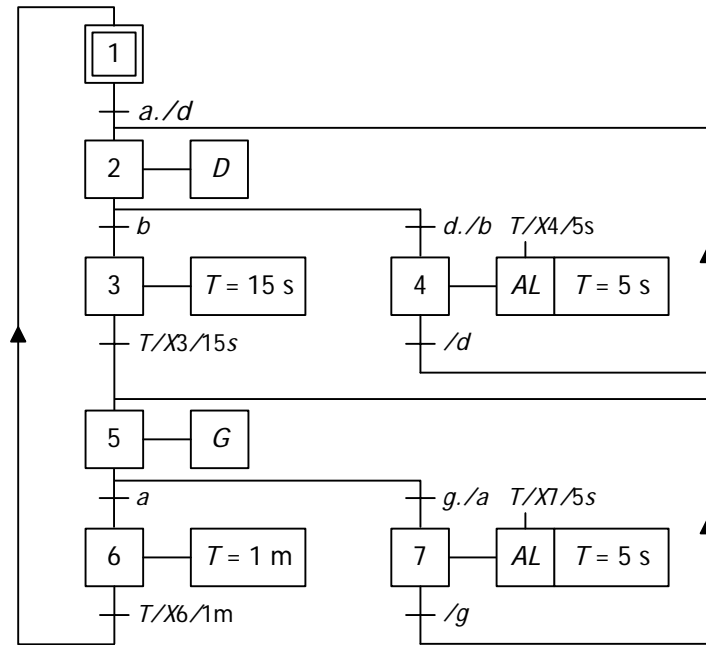 1
a./d
2 D
b d./b T/X4/5s
3 T = 15 s 4 AL T = 5 s
T/X3/15s /d
5 G
a g./a T/X7/5s
6 T = 1 m 7 AL T = 5 s
T/X6/1m /g